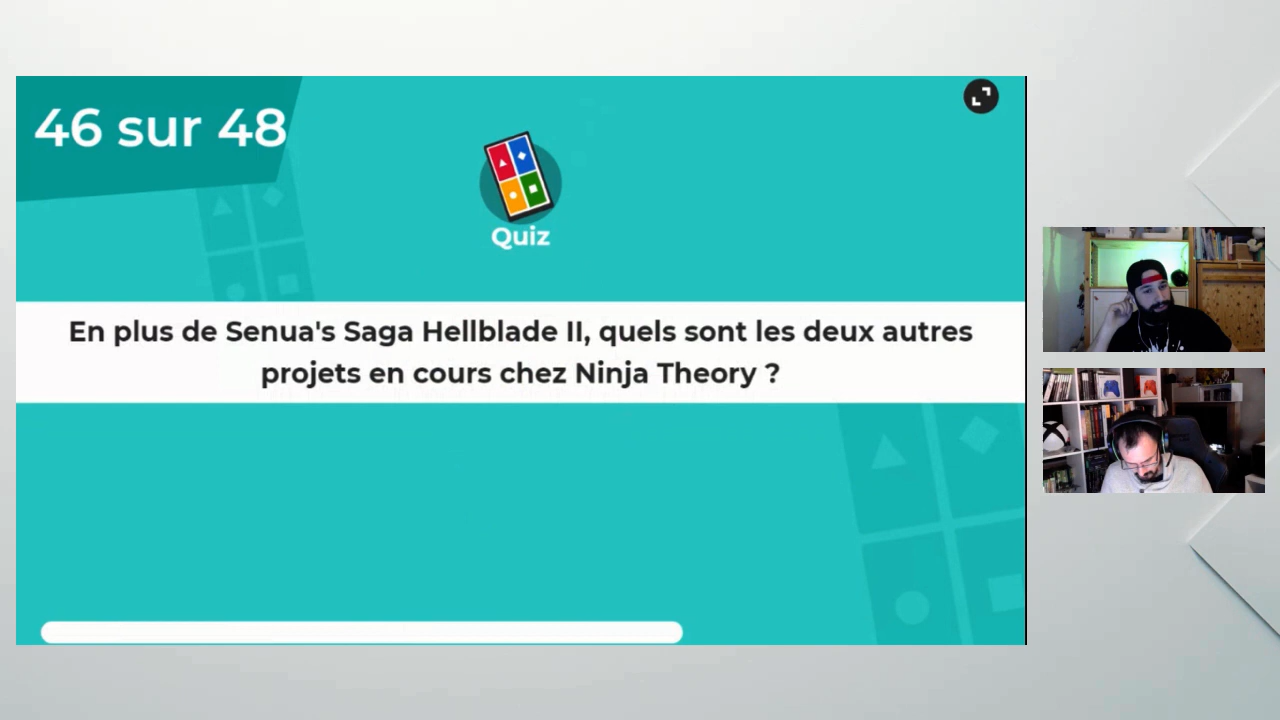 46 sur 48
Quiz
En plus de Senua's Saga Hellblade II, quels sont les deux autres
projets en cours chez Ninja Theory ?